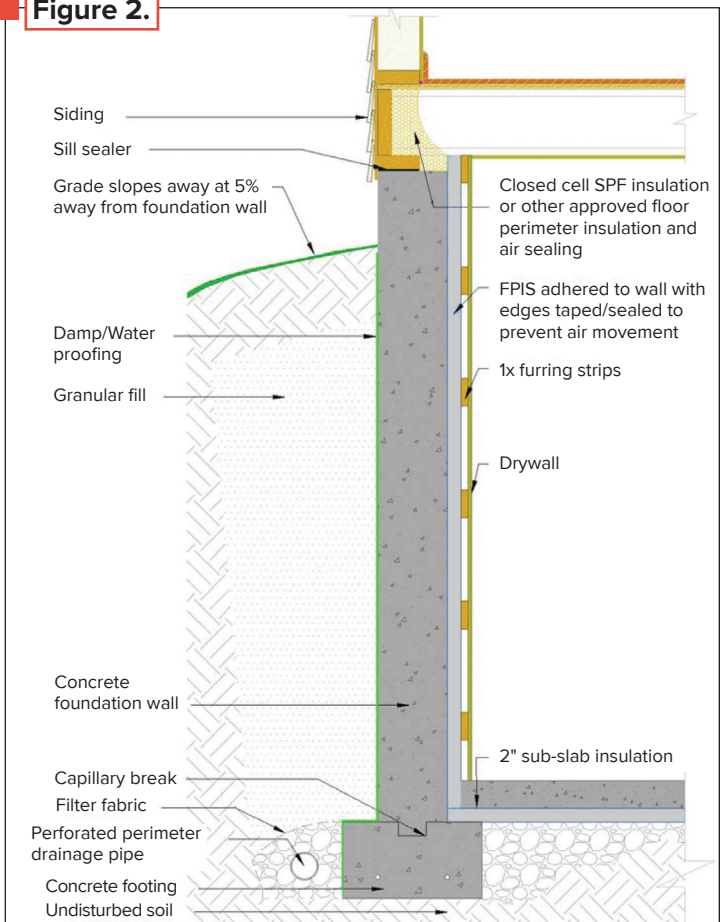 Figure 2.
Siding
Sill sealer
Grade slopes away at 5%
away from foundation wall
Damp/Water
proofing
Granular fill
Concrete
foundation wall
Capillary break
Filter fabric
Perforated perimeter
drainage pipe
Concrete footing
Undisturbed soil
Closed cell SPF insulation
or other approved floor
perimeter insulation and
air sealing
FPIS adhered to wall with
edges taped/sealed to
prevent air movement
1x furring strips
Drywall
2" sub-slab insulation